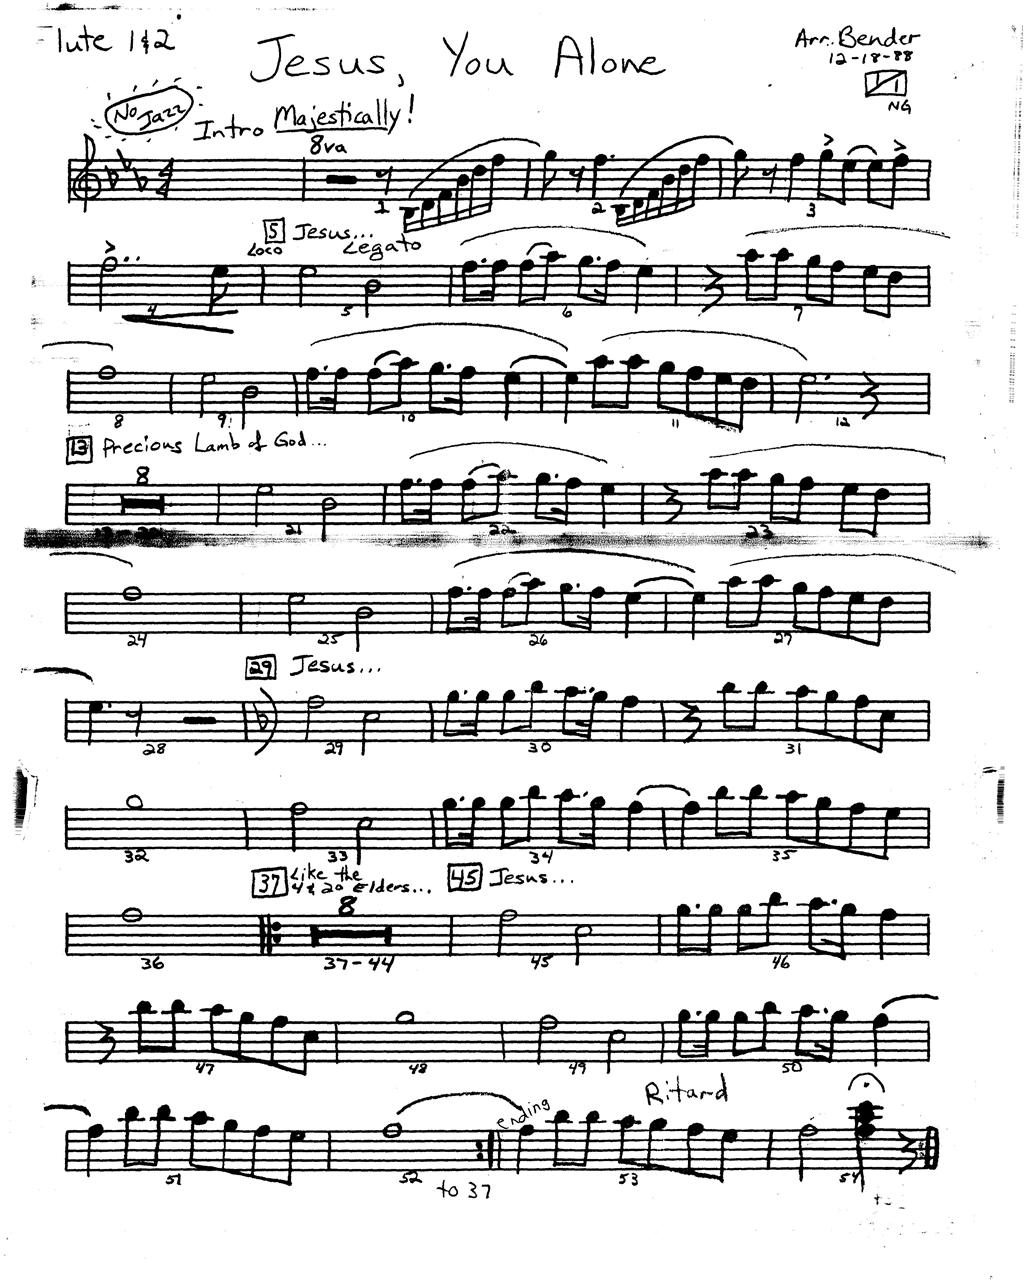 Flute 1&2
Jesus, You Alone
Arr. Bender
12-18-88
1/1
NG
No Jazz
Intro Majestically!
8va
1 2 3
5 Jesus... Legato
Loco
4 5 6 7
8 9 10 11 12
13 Precious Lamb of God...
8
21 22 23
24 25 26 27
29 Jesus...
28 29 30 31
32 33 34 35
37 Like the 4 & 20 Elders... 45 Jesus...
8
36 37-44 45 46
47 48 49 50
ending Ritard
51 52 53 54
to 37